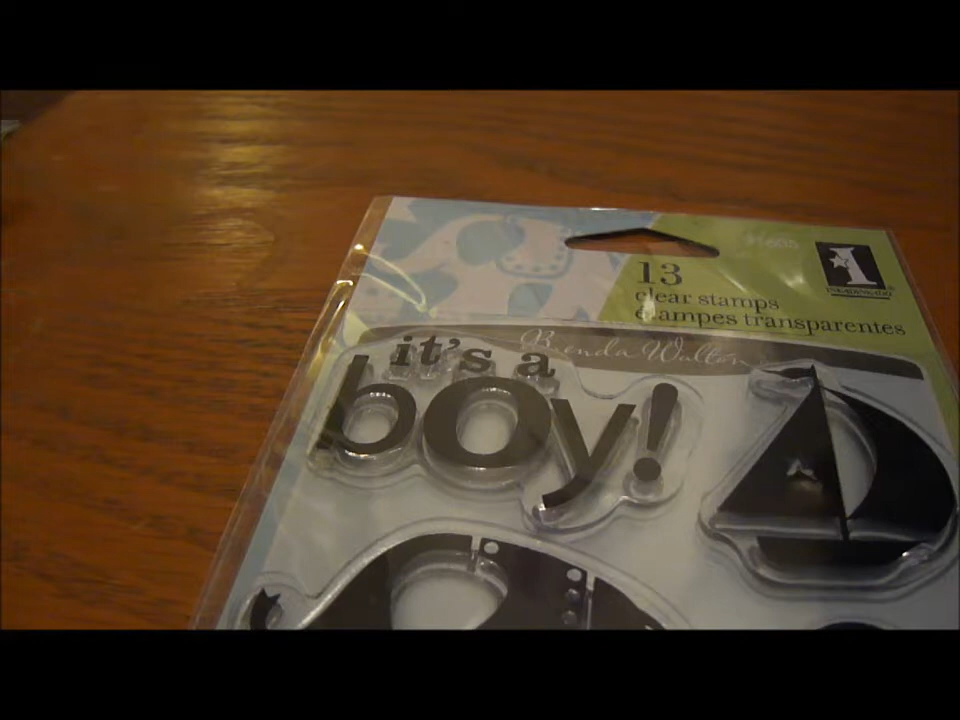 13
clear stamps
étampes transparentes
Brenda Walton
it's a
boy!